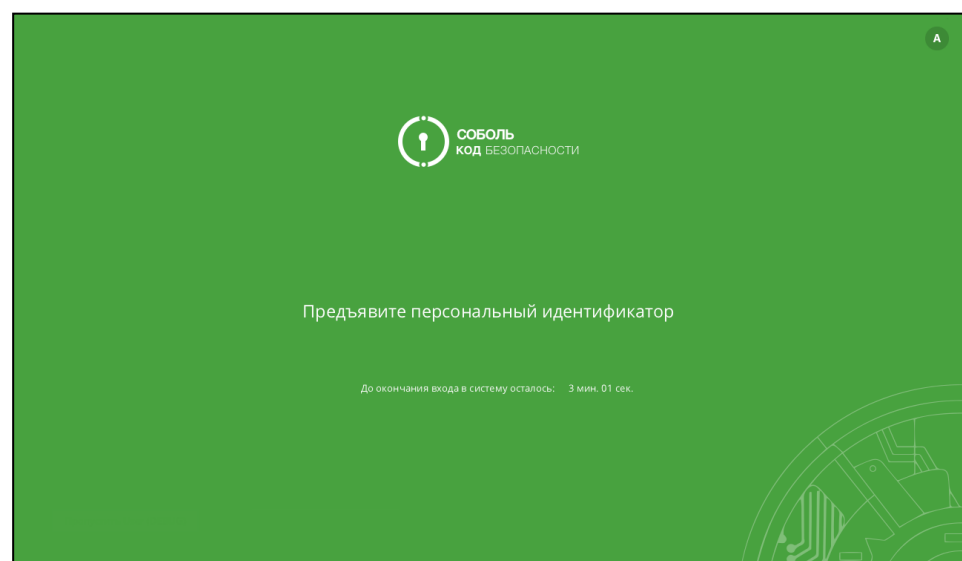 A
СОБОЛЬ
КОД БЕЗОПАСНОСТИ
Предъявите персональный идентификатор
До окончания входа в систему осталось: 3 мин. 01 сек.